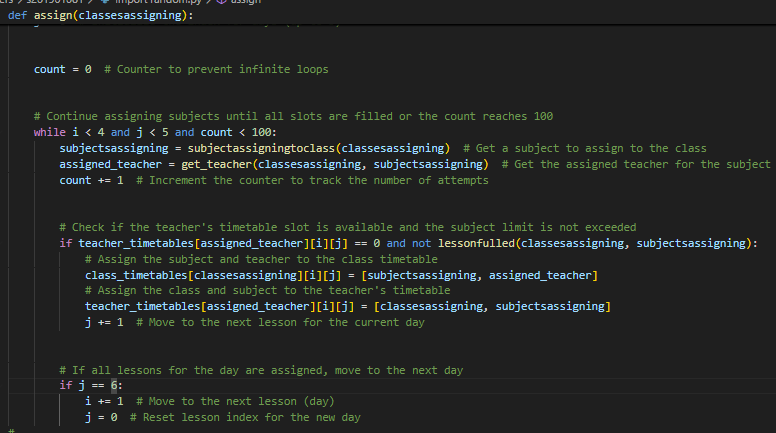 def assign(classesassigning):
count = 0  # Counter to prevent infinite loops
# Continue assigning subjects until all slots are filled or the count reaches 100
while i < 4 and j < 5 and count < 100:
subjectsassigning = subjectassigningtoclass(classesassigning)  # Get a subject to assign to the class
assigned_teacher = get_teacher(classesassigning, subjectsassigning)  # Get the assigned teacher for the subject
count += 1  # Increment the counter to track the number of attempts
# Check if the teacher's timetable slot is available and the subject limit is not exceeded
if teacher_timetables[assigned_teacher][i][j] == 0 and not lessonfulled(classesassigning, subjectsassigning):
# Assign the subject and teacher to the class timetable
class_timetables[classesassigning][i][j] = [subjectsassigning, assigned_teacher]
# Assign the class and subject to the teacher's timetable
teacher_timetables[assigned_teacher][i][j] = [classesassigning, subjectsassigning]
j += 1  # Move to the next lesson for the current day
# If all lessons for the day are assigned, move to the next day
if j == 6:
i += 1  # Move to the next lesson (day)
j = 0  # Reset lesson index for the new day
#